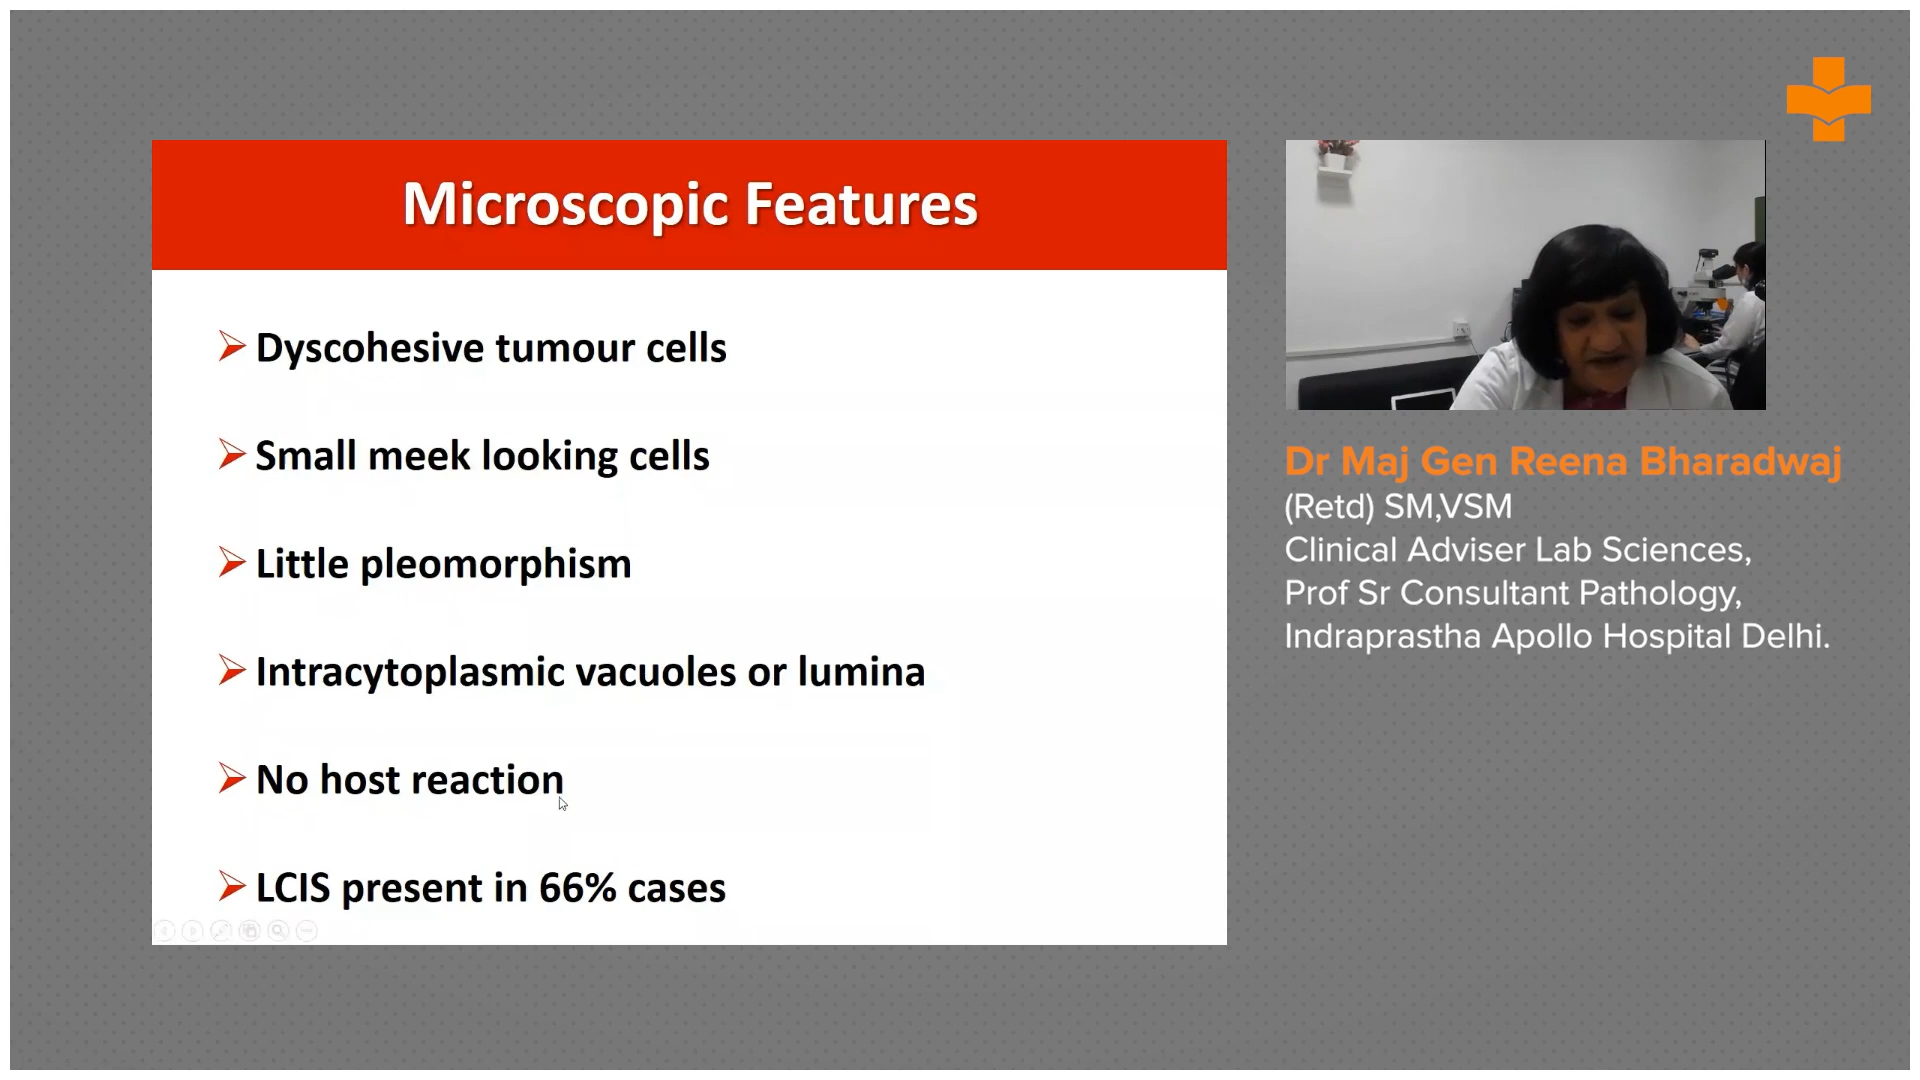 Microscopic Features
Dyscohesive tumour cells
Small meek looking cells
Little pleomorphism
Intracytoplasmic vacuoles or lumina
No host reaction
LCIS present in 66% cases
Dr Maj Gen Reena Bharadwaj
(Retd) SM,VSM
Clinical Adviser Lab Sciences,
Prof Sr Consultant Pathology,
Indraprastha Apollo Hospital Delhi.